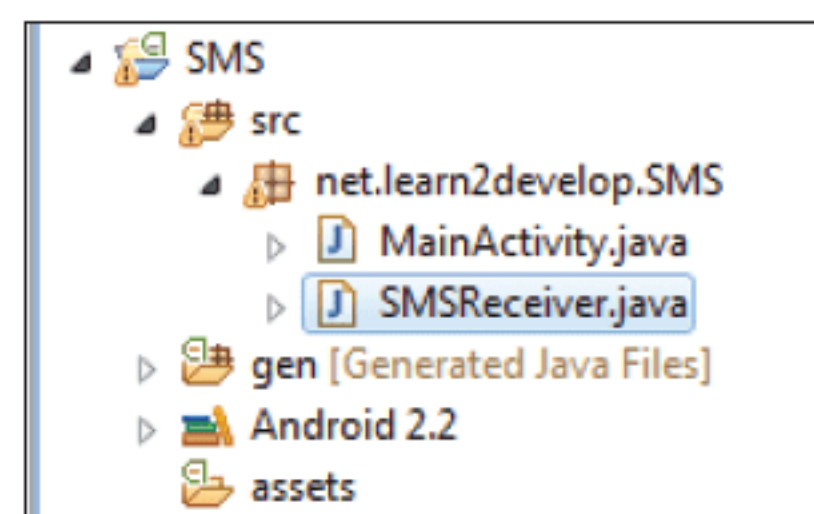 SMS
src
net.learn2develop.SMS
MainActivity.java
SMSReceiver.java
gen [Generated Java Files]
Android 2.2
assets